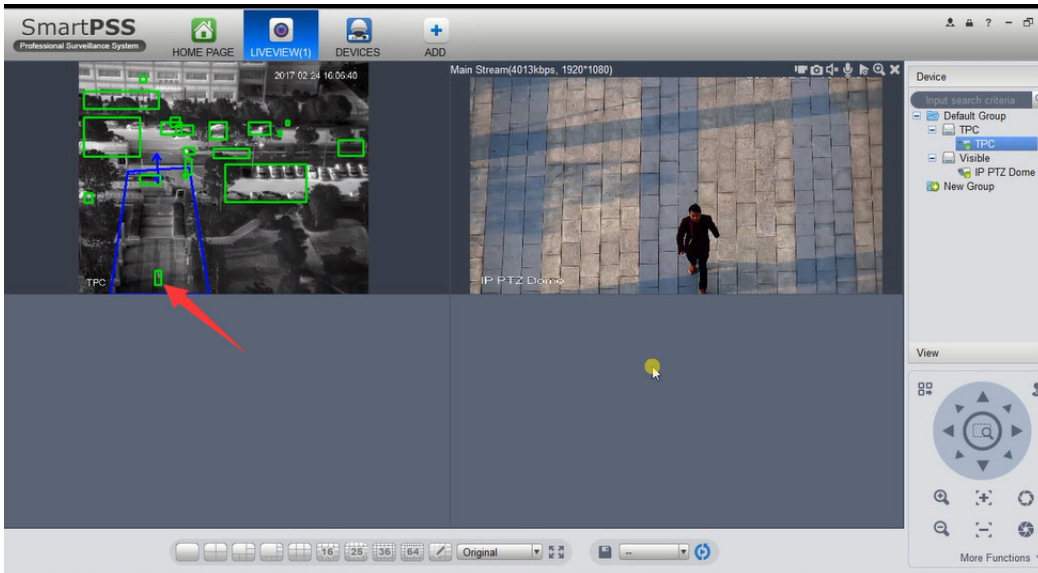 SmartPSS
Professional Surveillance System
HOME PAGE
LIVEVIEW(1)
DEVICES
ADD
?
2017-02-24 16:06:40
TPC
Main Stream(4013kbps, 1920*1080)
IP PTZ Dome
Device
Input search criteria
Default Group
TPC
TPC
Visible
IP PTZ Dome
New Group
View
More Functions
16
25
36
64
Original
--